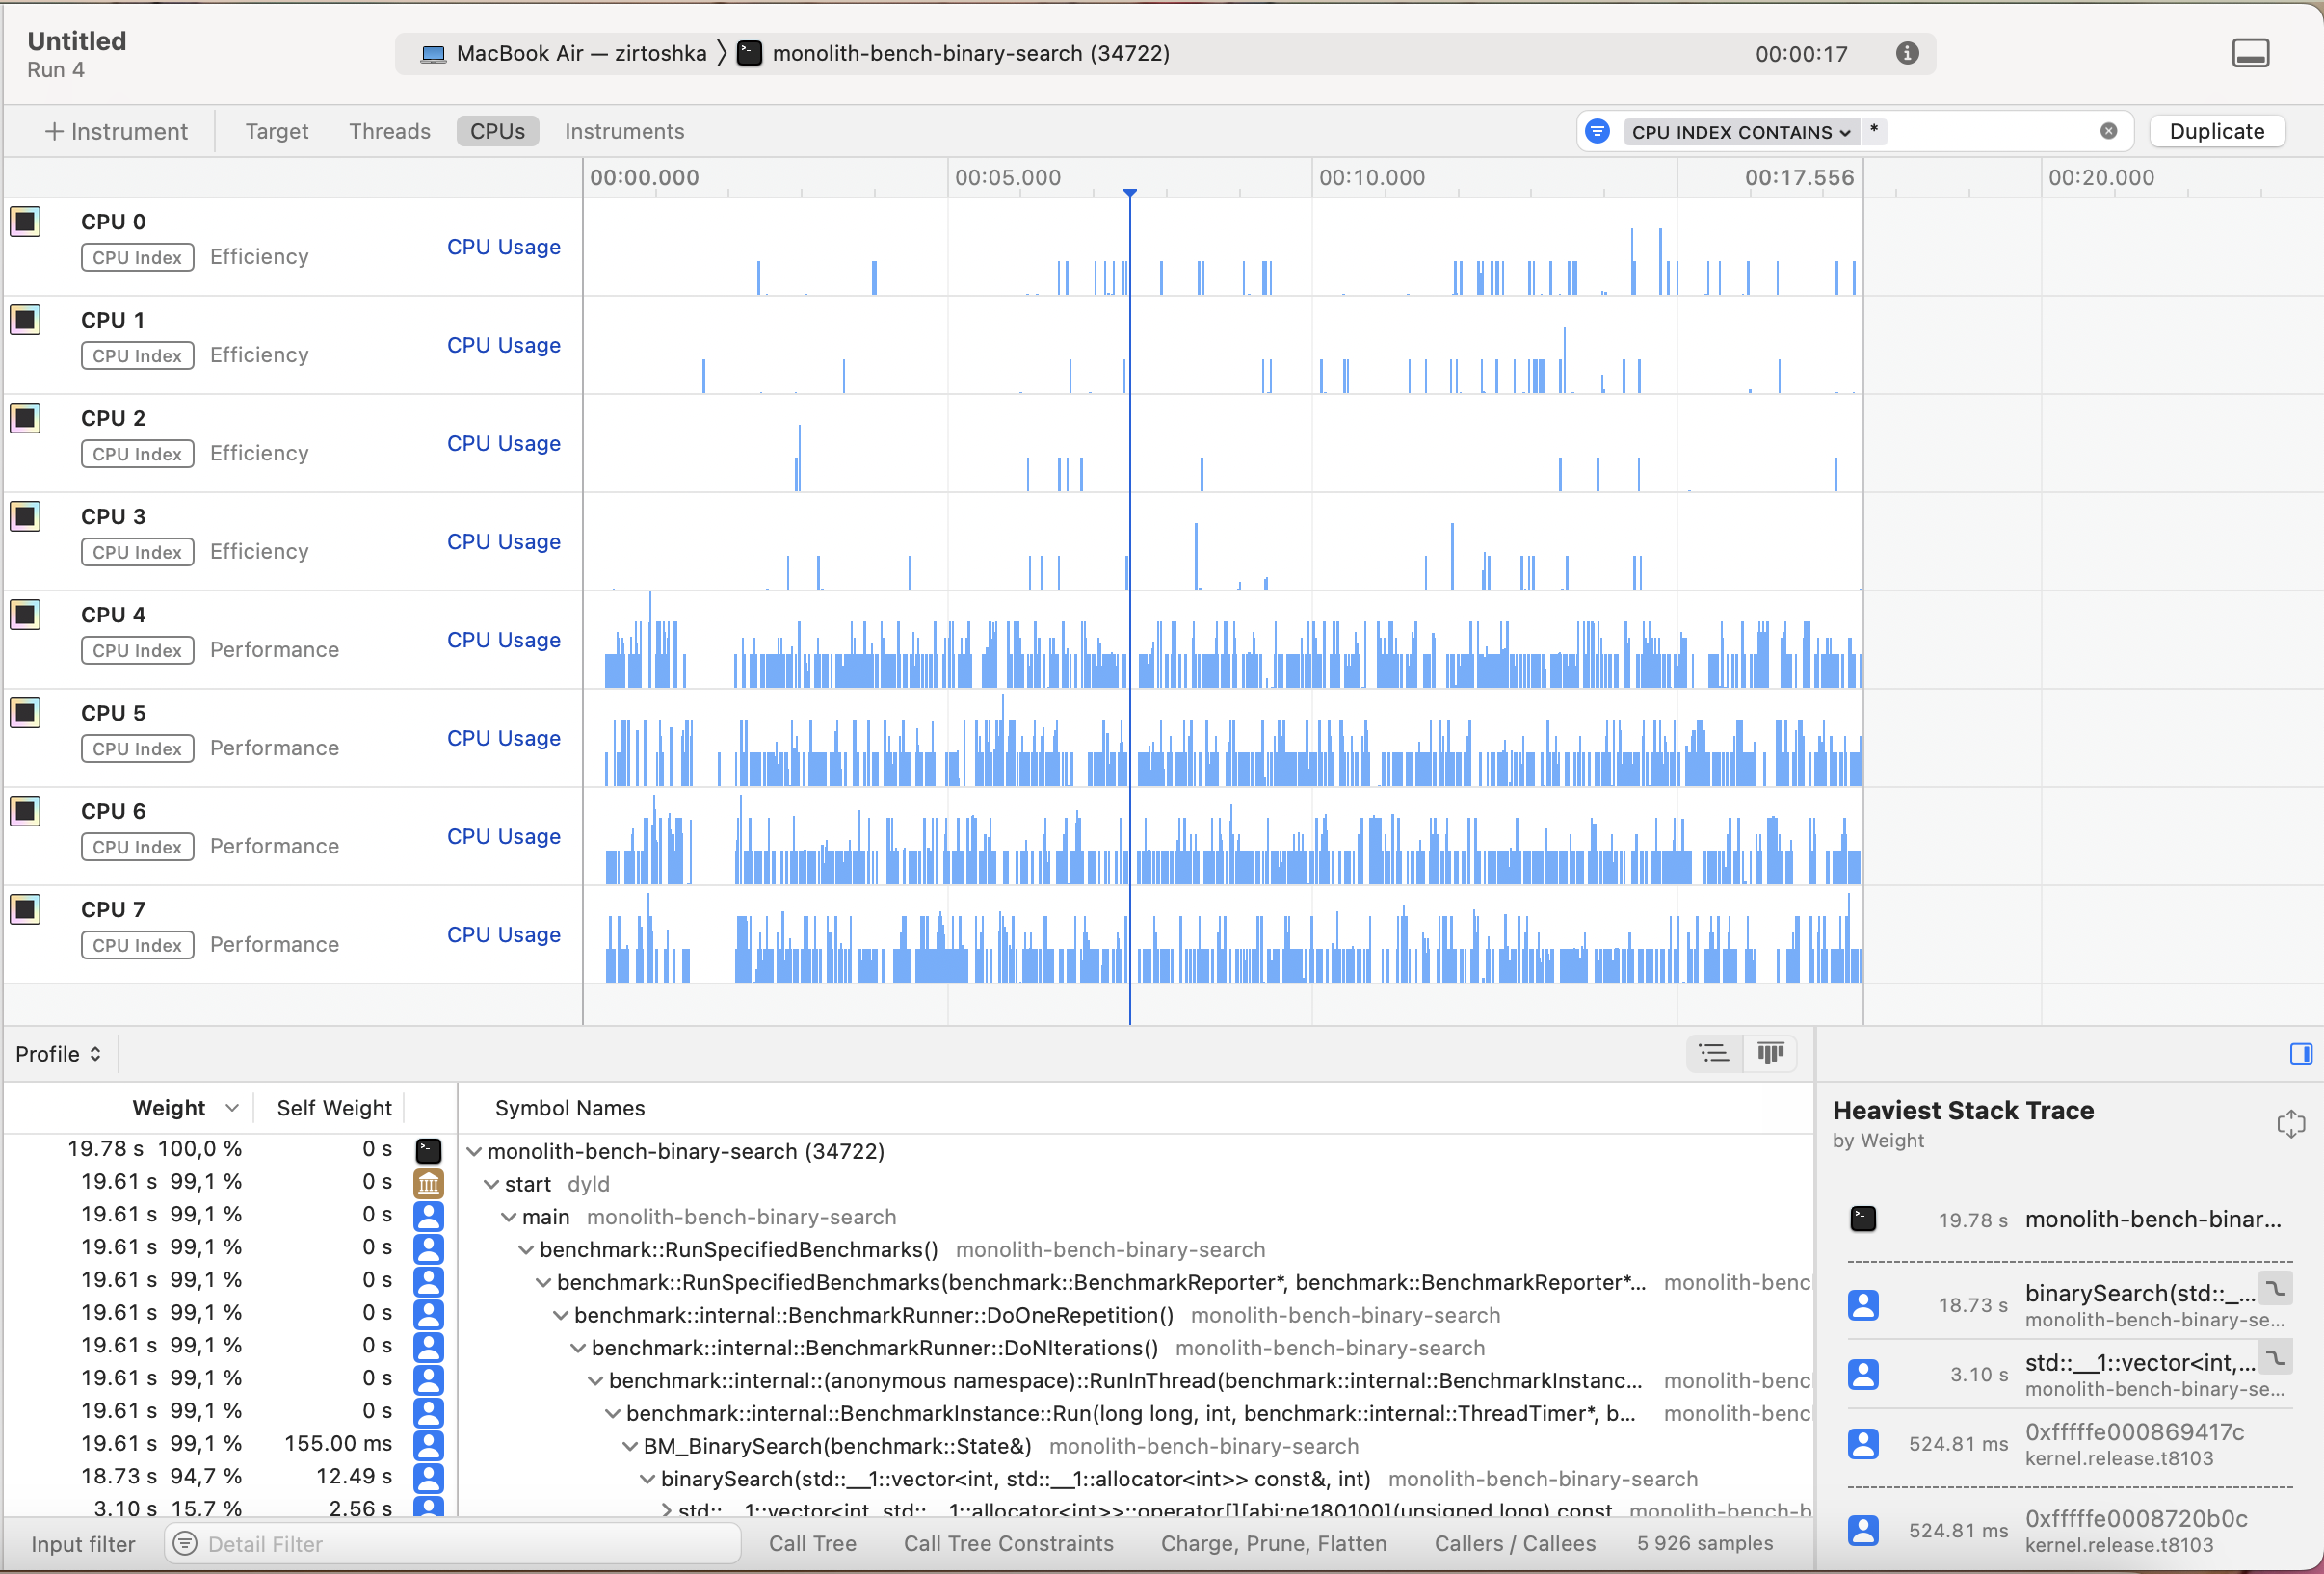 Untitled
Run 4
MacBook Air — zirtoshka 〉 monolith-bench-binary-search (34722) 00:00:17
+ Instrument Target Threads CPUs Instruments CPU INDEX CONTAINS * Duplicate
00:00.000 00:05.000 00:10.000 00:17.556 00:20.000
CPU 0
CPU Index Efficiency CPU Usage
CPU 1
CPU Index Efficiency CPU Usage
CPU 2
CPU Index Efficiency CPU Usage
CPU 3
CPU Index Efficiency CPU Usage
CPU 4
CPU Index Performance CPU Usage
CPU 5
CPU Index Performance CPU Usage
CPU 6
CPU Index Performance CPU Usage
CPU 7
CPU Index Performance CPU Usage
Profile
Weight Self Weight Symbol Names
19.78 s 100,0 % 0 s monolith-bench-binary-search (34722)
19.61 s 99,1 % 0 s start dyld
19.61 s 99,1 % 0 s main monolith-bench-binary-search
19.61 s 99,1 % 0 s benchmark::RunSpecifiedBenchmarks() monolith-bench-binary-search
19.61 s 99,1 % 0 s benchmark::RunSpecifiedBenchmarks(benchmark::BenchmarkReporter*, benchmark::BenchmarkReporter*... monolith-benc
19.61 s 99,1 % 0 s benchmark::internal::BenchmarkRunner::DoOneRepetition() monolith-bench-binary-search
19.61 s 99,1 % 0 s benchmark::internal::BenchmarkRunner::DoNIterations() monolith-bench-binary-search
19.61 s 99,1 % 0 s benchmark::internal::(anonymous namespace)::RunInThread(benchmark::internal::BenchmarkInstanc... monolith-benc
19.61 s 99,1 % 0 s benchmark::internal::BenchmarkInstance::Run(long long, int, benchmark::internal::ThreadTimer*, b... monolith-benc
19.61 s 99,1 % 155.00 ms BM_BinarySearch(benchmark::State&) monolith-bench-binary-search
18.73 s 94,7 % 12.49 s binarySearch(std::__1::vector<int, std::__1::allocator<int>> const&, int) monolith-bench-binary-search
3.10 s 15,7 % 2.56 s std::__1::vector<int, std::__1::allocator<int>>::operator[][abi:ne180100](unsigned long) const monolith-bench-b
Input filter Detail Filter Call Tree Call Tree Constraints Charge, Prune, Flatten Callers / Callees 5 926 samples
Heaviest Stack Trace
by Weight
19.78 s monolith-bench-binar...
18.73 s binarySearch(std::_...
monolith-bench-binary-se...
3.10 s std::__1::vector<int,...
monolith-bench-binary-se...
524.81 ms 0xfffffe000869417c
kernel.release.t8103
524.81 ms 0xfffffe0008720b0c
kernel.release.t8103